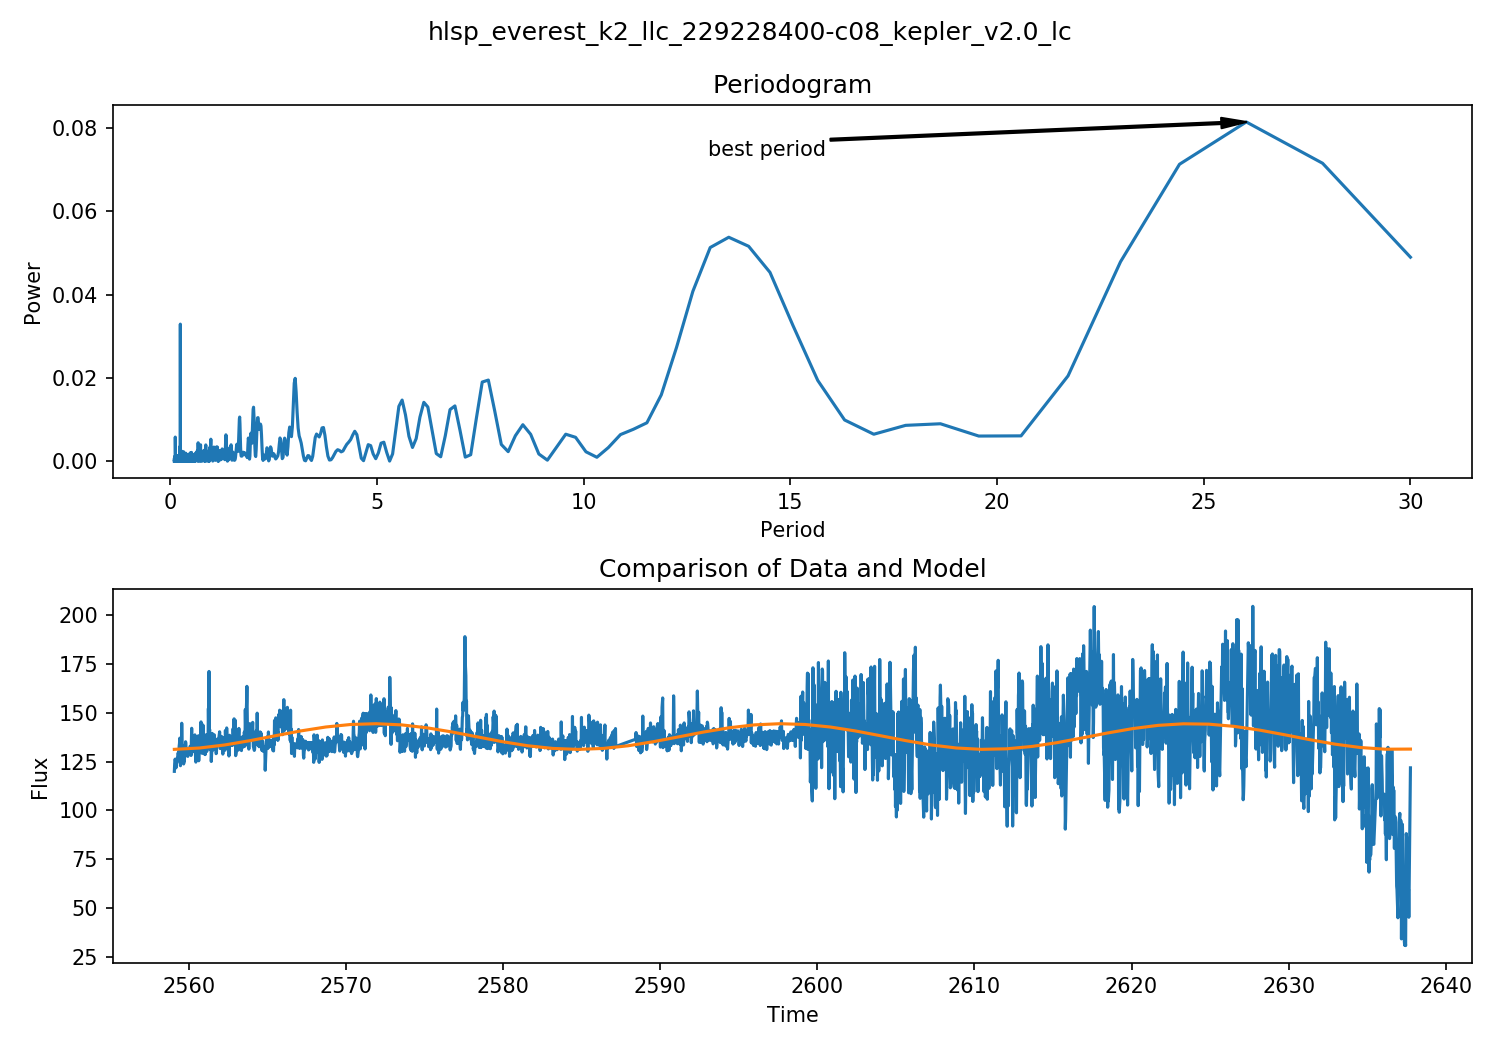 hlsp_everest_k2_llc_229228400-c08_kepler_v2.0_lc
Periodogram
0.08
0.06
0.04
0.02
0.00
Power
best period
0 5 10 15 20 25 30
Period
Comparison of Data and Model
200
175
150
125
100
75
50
25
Flux
2560 2570 2580 2590 2600 2610 2620 2630 2640
Time